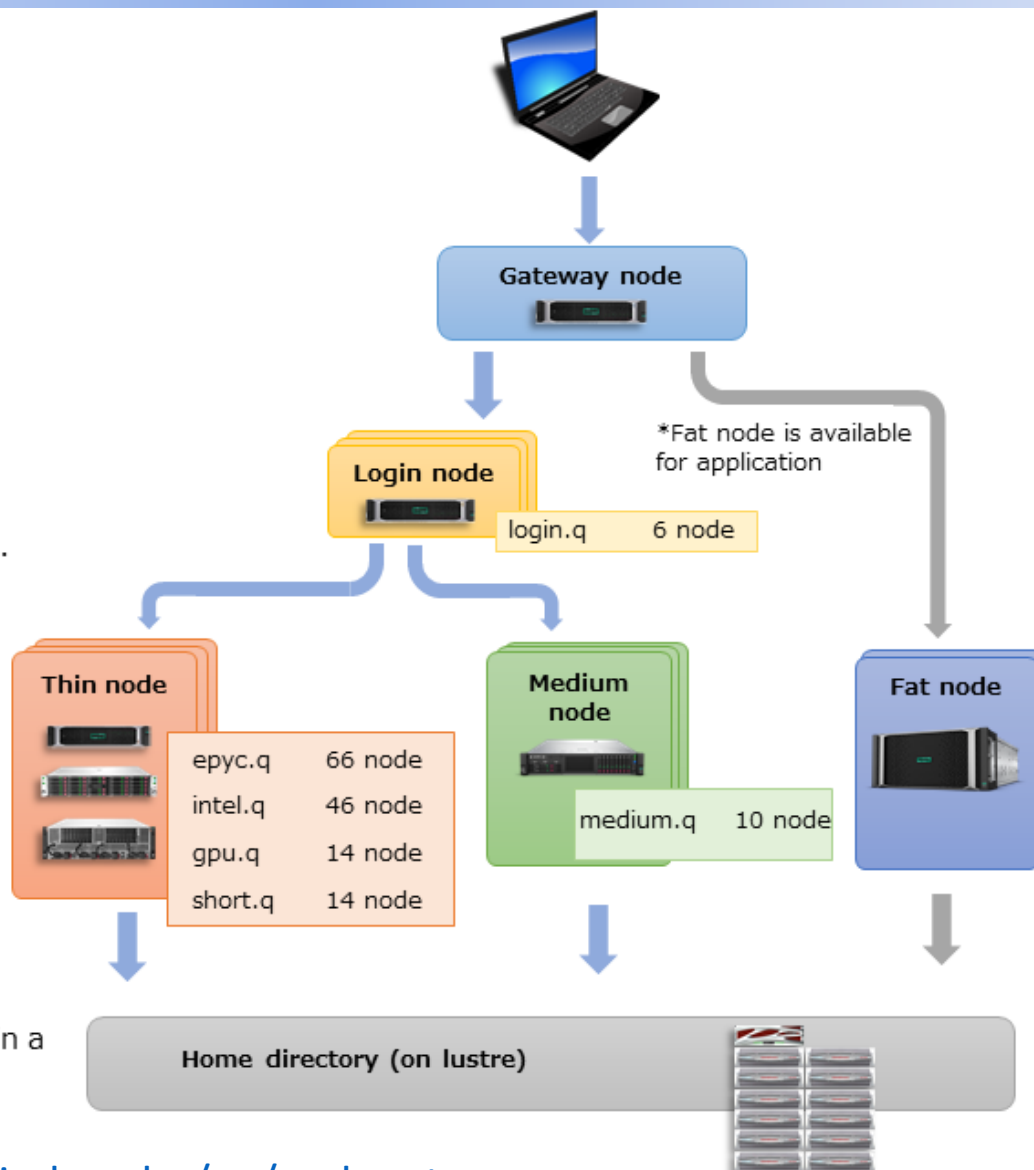 Gateway node
*Fat node is available
for application
Login node
login.q 6 node
.
Thin node
epyc.q 66 node
intel.q 46 node
gpu.q 14 node
short.q 14 node
Medium
node
medium.q 10 node
Fat node
n a
Home directory (on lustre)